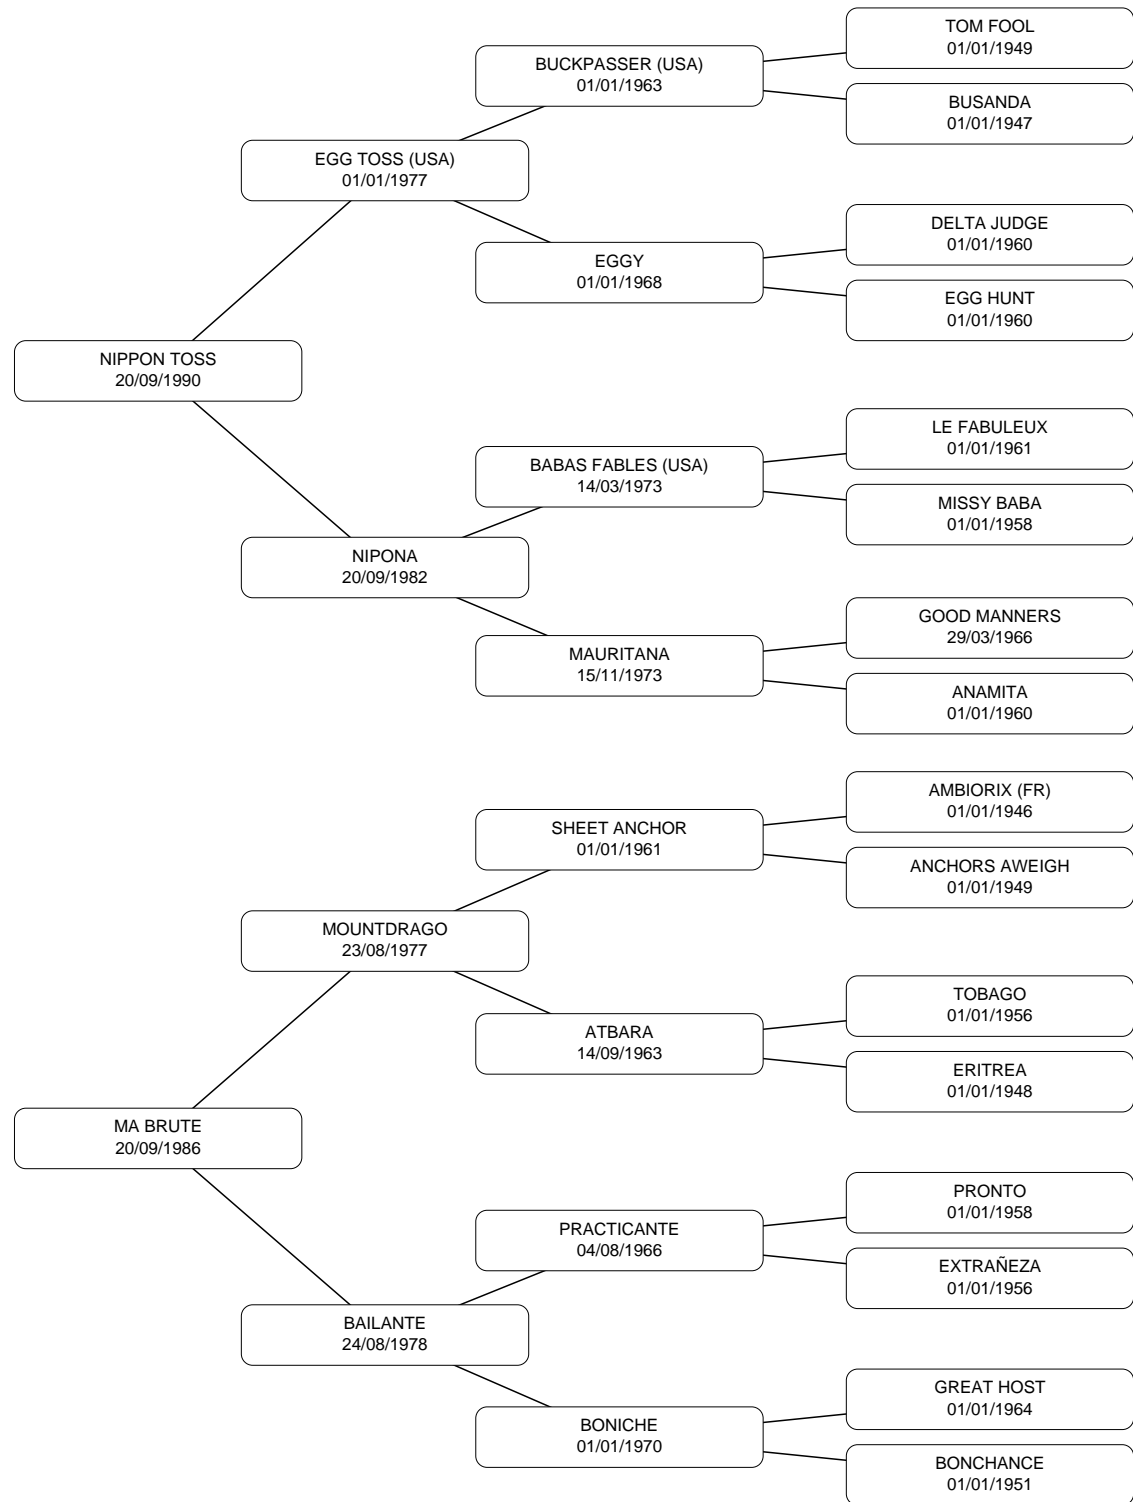 TOM FOOL
01/01/1949
BUCKPASSER (USA)
01/01/1963
BUSANDA
01/01/1947
EGG TOSS (USA)
01/01/1977
DELTA JUDGE
01/01/1960
EGGY
01/01/1968
EGG HUNT
01/01/1960
NIPPON TOSS
20/09/1990
LE FABULEUX
01/01/1961
BABAS FABLES (USA)
14/03/1973
MISSY BABA
01/01/1958
NIPONA
20/09/1982
GOOD MANNERS
29/03/1966
MAURITANA
15/11/1973
ANAMITA
01/01/1960
AMBIORIX (FR)
01/01/1946
SHEET ANCHOR
01/01/1961
ANCHORS AWEIGH
01/01/1949
MOUNTDRAGO
23/08/1977
TOBAGO
01/01/1956
ATBARA
14/09/1963
ERITREA
01/01/1948
MA BRUTE
20/09/1986
PRONTO
01/01/1958
PRACTICANTE
04/08/1966
EXTRAÑEZA
01/01/1956
BAILANTE
24/08/1978
GREAT HOST
01/01/1964
BONICHE
01/01/1970
BONCHANCE
01/01/1951